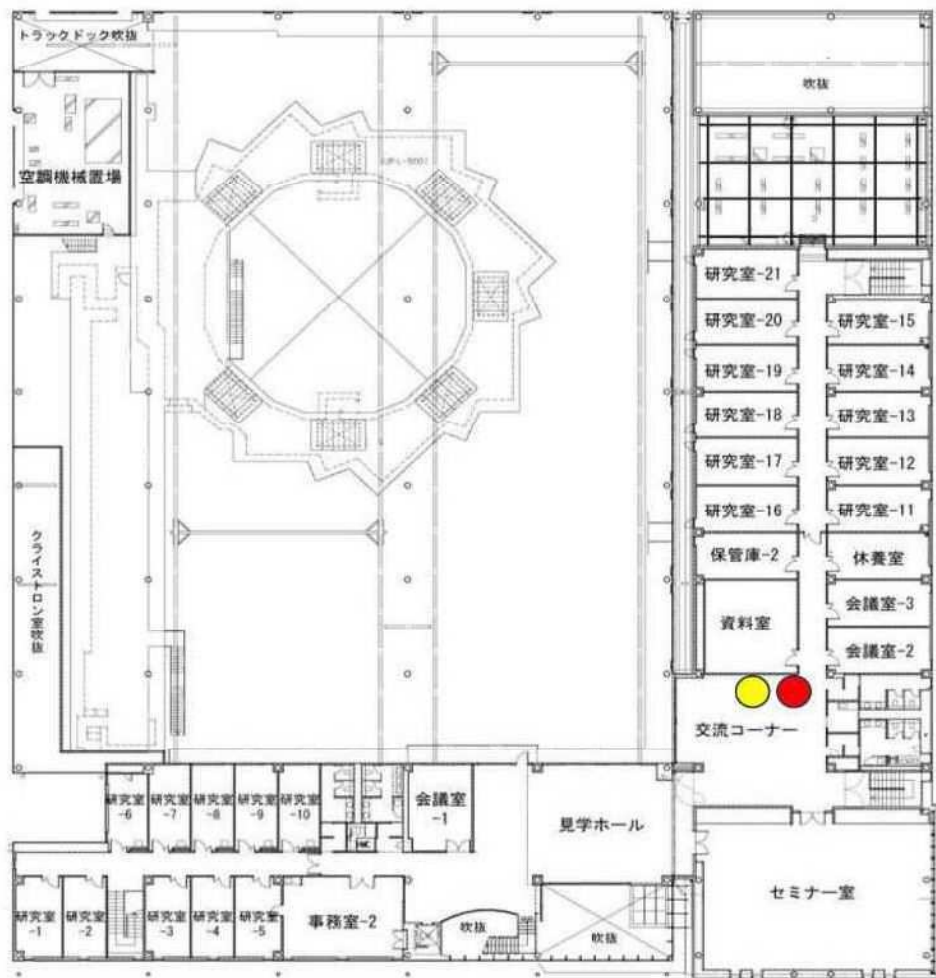 トラックドック吹抜
吹抜
空調機械置場
研究室-21
研究室-20
研究室-15
研究室-19
研究室-14
研究室-18
研究室-13
研究室-17
研究室-12
研究室-16
研究室-11
保管庫-2
休養室
クライストロン室吹抜
資料室
会議室-3
会議室-2
交流コーナー
研究室
-6
研究室
-7
研究室
-8
研究室
-9
研究室
-10
会議室
-1
見学ホール
セミナー室
研究室
-1
研究室
-2
研究室
-3
研究室
-4
研究室
-5
事務室-2
吹抜
吹抜